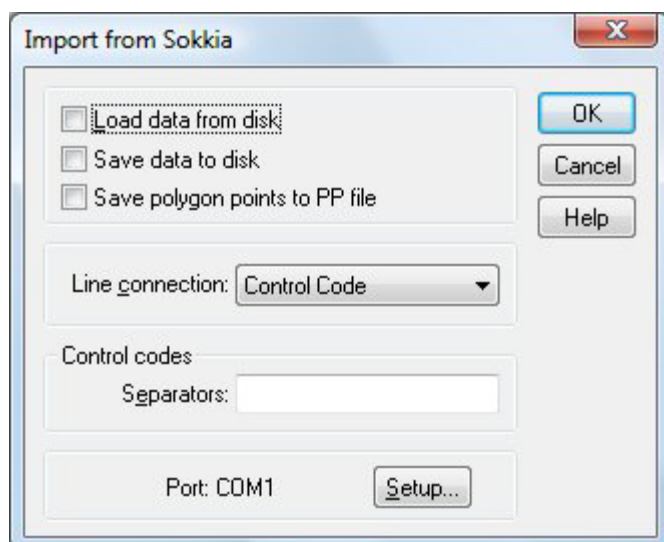 Import from Sokkia
Load data from disk
Save data to disk
Save polygon points to PP file
OK
Cancel
Help
Line connection: Control Code
Control codes
Separators:
Port: COM1 Setup...